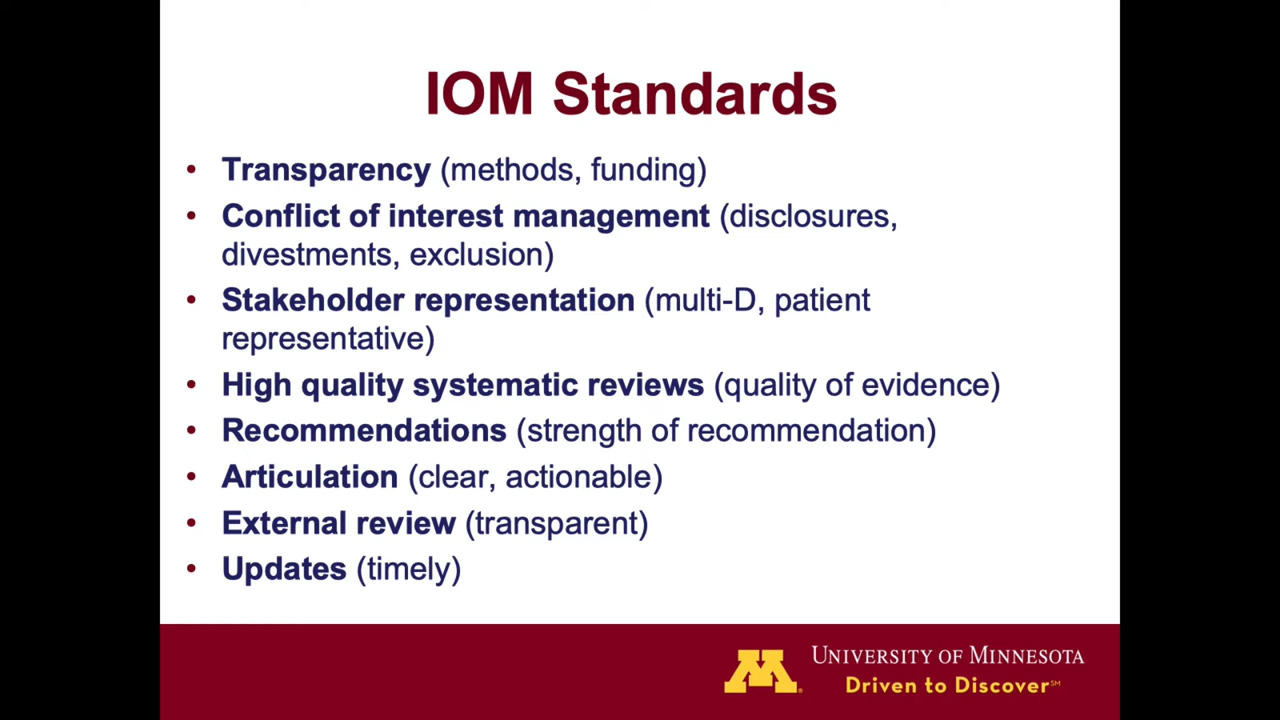 IOM Standards
• Transparency (methods, funding)
• Conflict of interest management (disclosures,
divestments, exclusion)
• Stakeholder representation (multi-D, patient
representative)
• High quality systematic reviews (quality of evidence)
• Recommendations (strength of recommendation)
• Articulation (clear, actionable)
• External review (transparent)
• Updates (timely)
M®
UNIVERSITY OF MINNESOTA
Driven to Discover℠